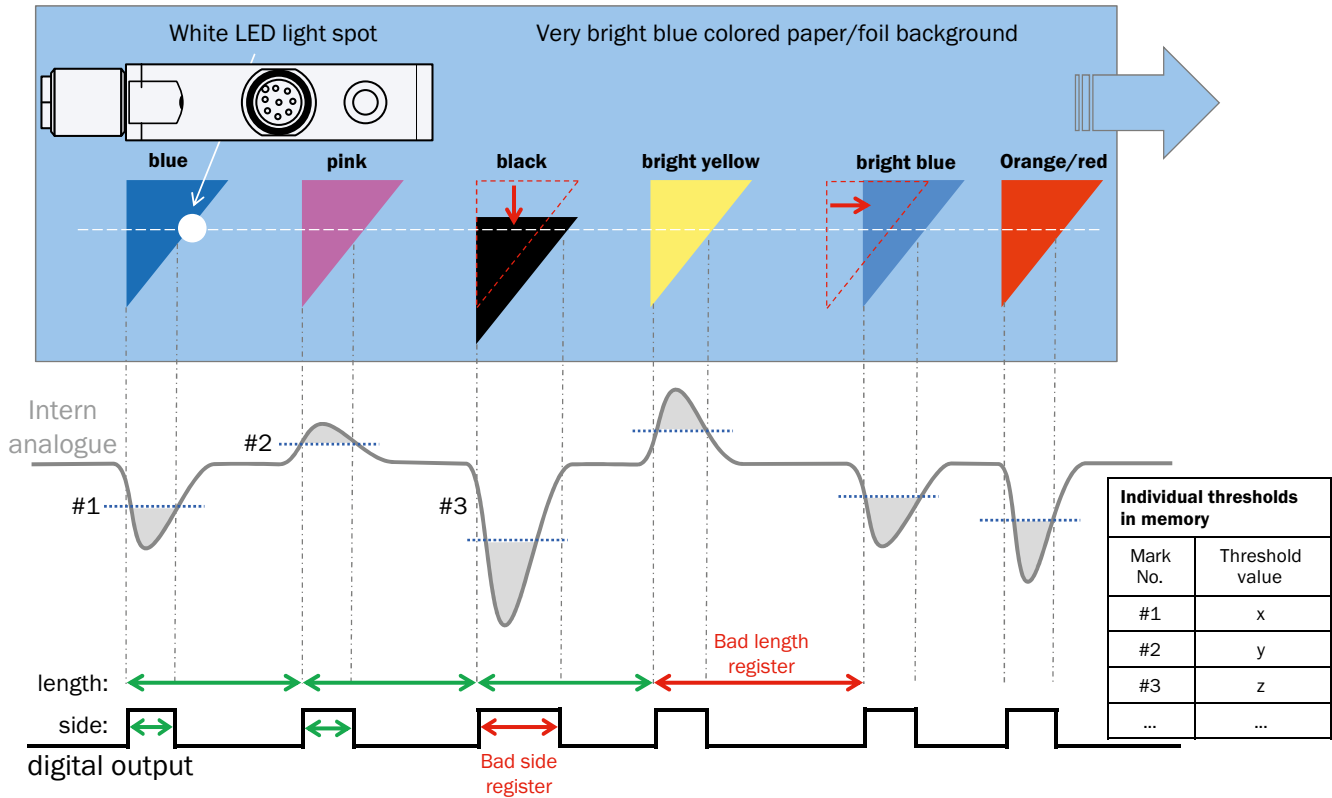 White LED light spot
Very bright blue colored paper/foil background
blue
pink
black
bright yellow
bright blue
Orange/red
Intern
analogue
#1
#2
#3
Individual thresholds
in memory
Mark
No.
Threshold
value
#1
x
#2
y
#3
z
...
...
Bad length
register
length:
side:
Bad side
register
digital output